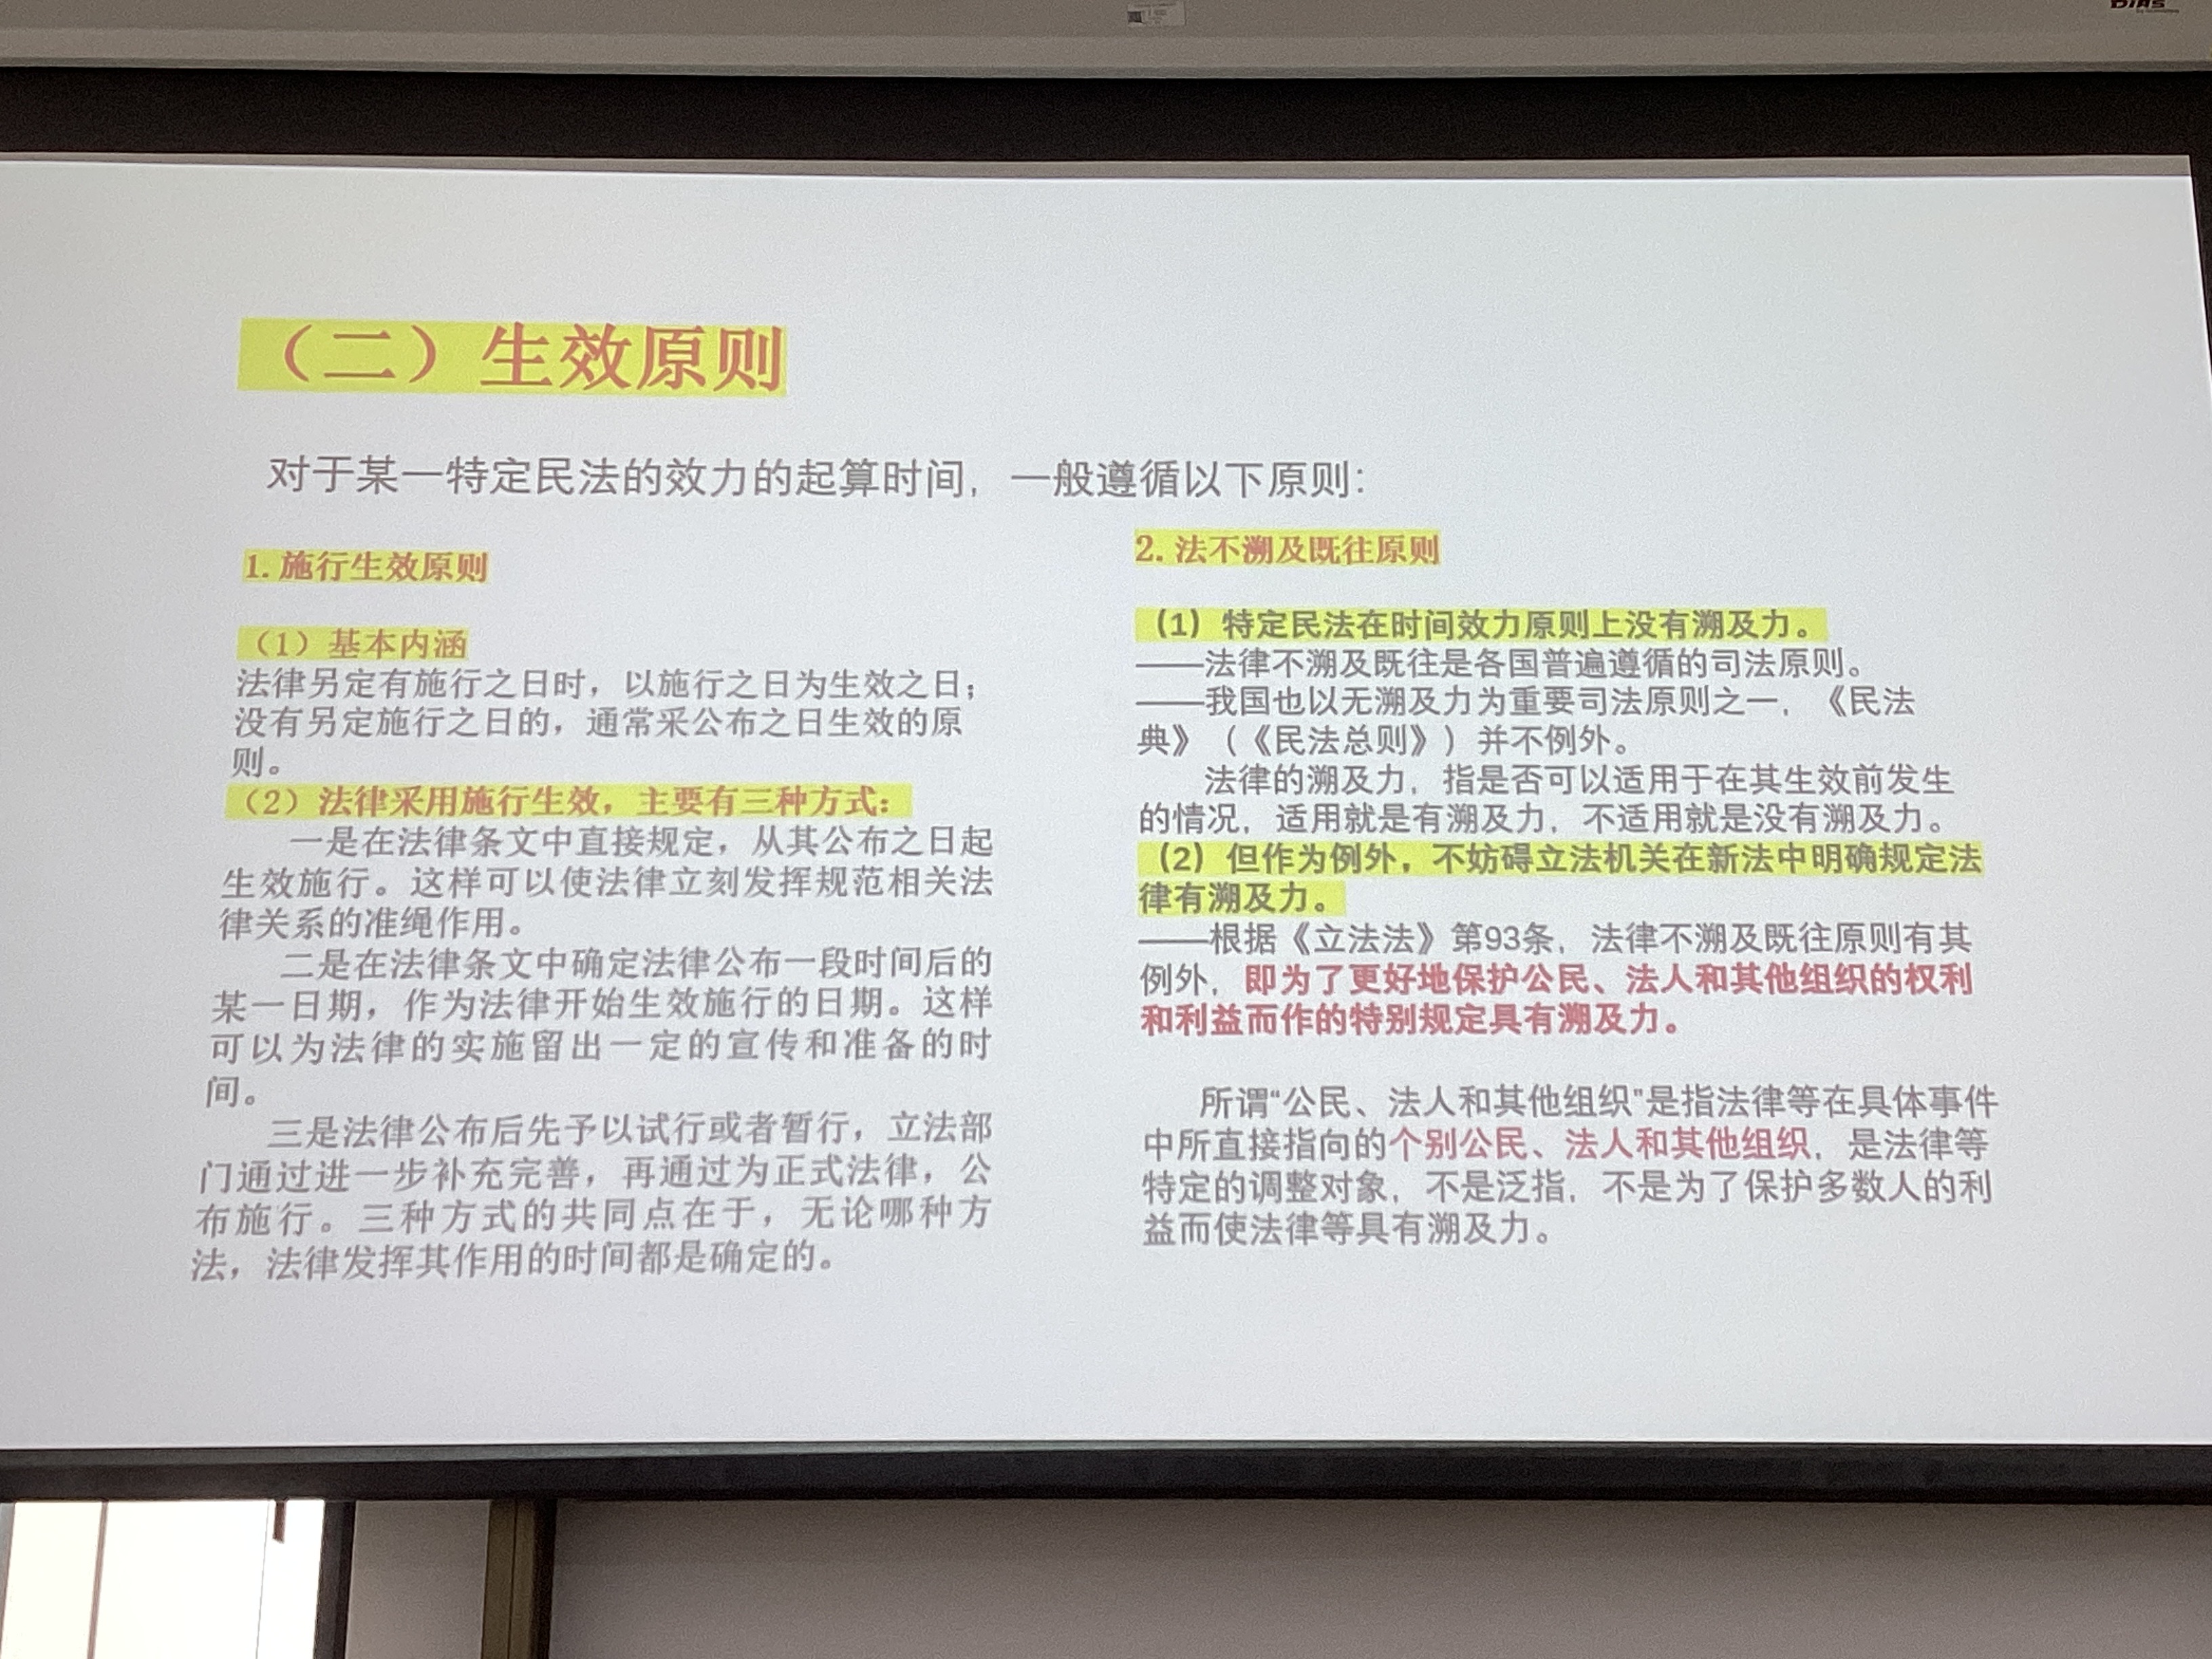 （二）生效原则
对于某一特定民法的效力的起算时间，一般遵循以下原则：
1. 施行生效原则
（1）基本内涵
法律另定有施行之日时，以施行之日为生效之日；
没有另定施行之日的，通常采公布之日生效的原
则。
（2）法律采用施行生效，主要有三种方式：
一是在法律条文中直接规定，从其公布之日起
生效施行。这样可以使法律立刻发挥规范相关法
律关系的准绳作用。
二是在法律条文中确定法律公布一段时间后的
某一日期，作为法律开始生效施行的日期。这样
可以为法律的实施留出一定的宣传和准备的时
间。
三是法律公布后先予以试行或者暂行，立法部
门通过进一步补充完善，再通过为正式法律，公
布施行。三种方式的共同点在于，无论哪种方
法，法律发挥其作用的时间都是确定的。
2. 法不溯及既往原则
（1）特定民法在时间效力原则上没有溯及力。
——法律不溯及既往是各国普遍遵循的司法原则。
——我国也以无溯及力为重要司法原则之一，《民法
典》（《民法总则》）并不例外。
法律的溯及力，指是否可以适用于在其生效前发生
的情况，适用就是有溯及力，不适用就是没有溯及力。
（2）但作为例外，不妨碍立法机关在新法中明确规定法
律有溯及力。
——根据《立法法》第93条，法律不溯及既往原则有其
例外，即为了更好地保护公民、法人和其他组织的权利
和利益而作的特别规定具有溯及力。
所谓“公民、法人和其他组织”是指法律等在具体事件
中所直接指向的个别公民、法人和其他组织，是法律等
特定的调整对象，不是泛指，不是为了保护多数人的利
益而使法律等具有溯及力。